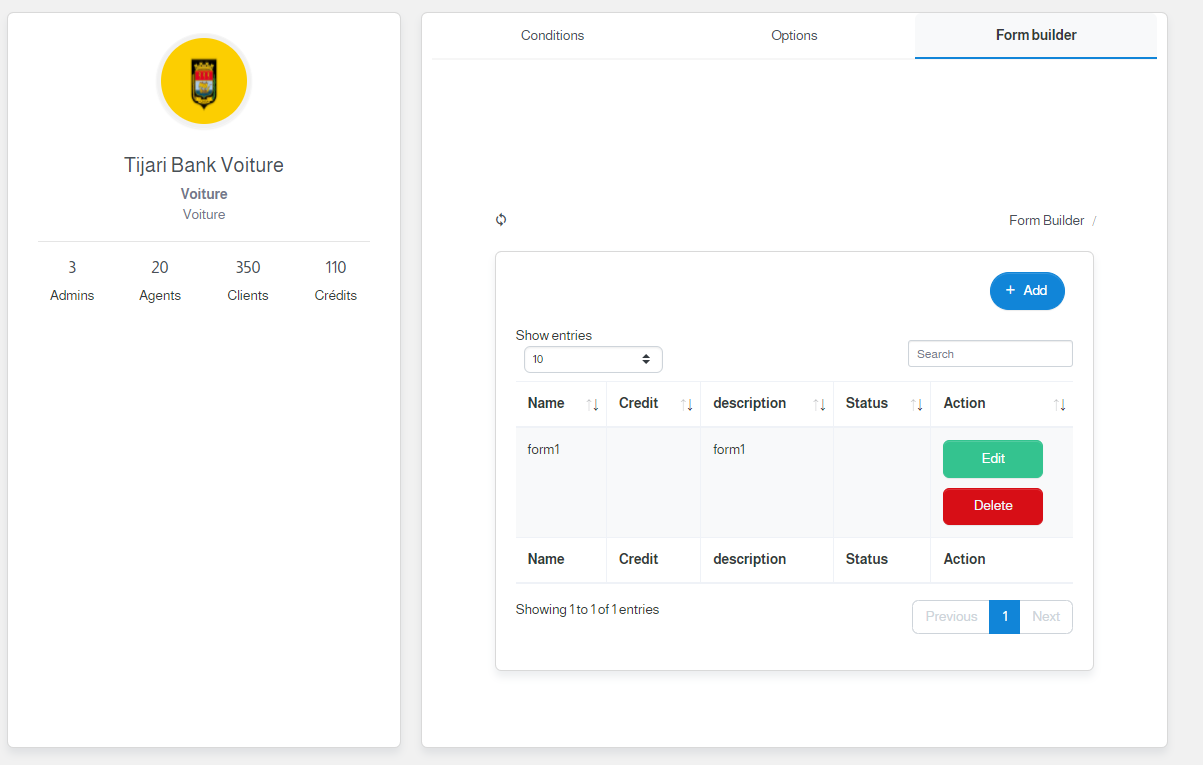 Tijari Bank Voiture
Voiture
Voiture
3 20 350 110
Admins Agents Clients Crédits
Conditions Options Form builder
Form Builder /
+ Add
Show entries
10
Search
Name Credit description Status Action
form1 form1
Edit
Delete
Name Credit description Status Action
Showing 1 to 1 of 1 entries
Previous 1 Next